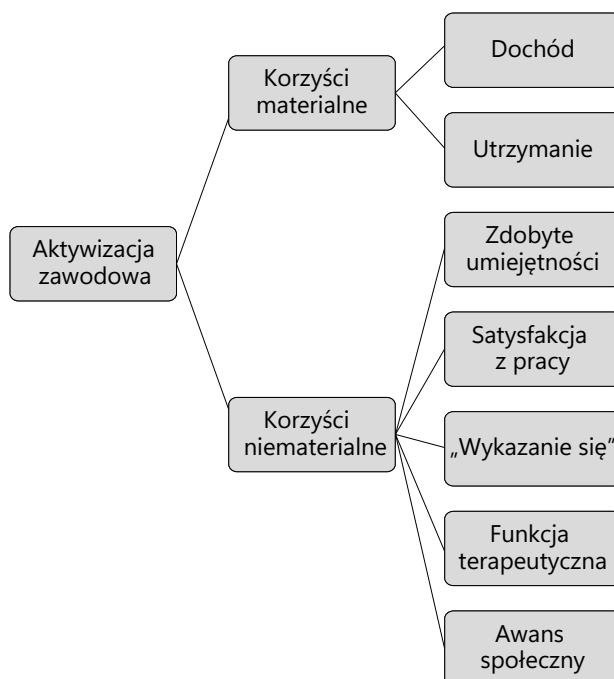 Aktywizacja
zawodowa
Korzyści
materialne
Dochód
Utrzymanie
Korzyści
niematerialne
Zdobyte
umiejętności
Satysfakcja
z pracy
„Wykazanie się”
Funkcja
terapeutyczna
Awans
społeczny